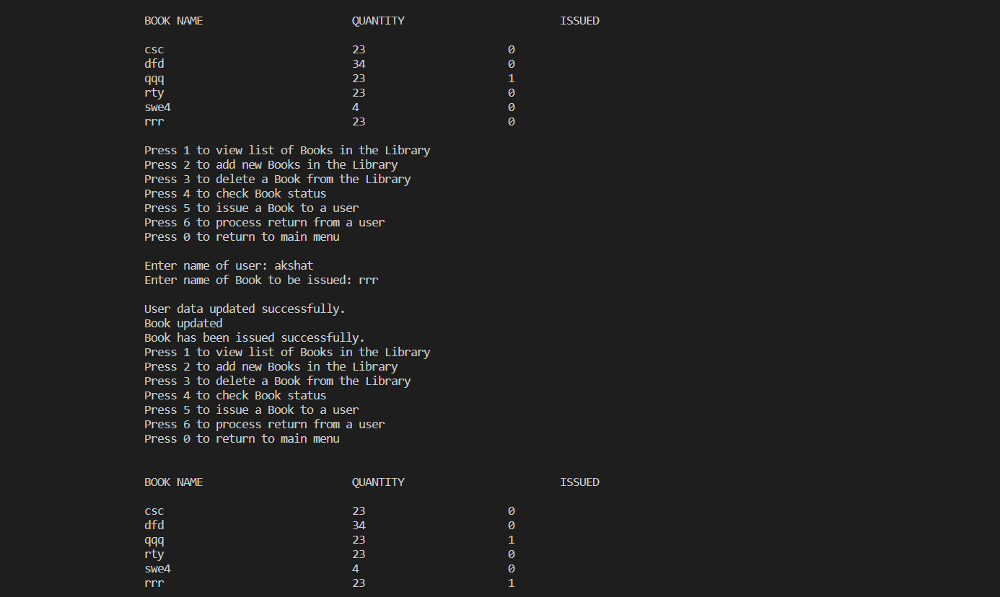 BOOK NAME QUANTITY ISSUED
csc 23 0
dfd 34 0
qqq 23 1
rty 23 0
swe4 4 0
rrr 23 0
Press 1 to view list of Books in the Library
Press 2 to add new Books in the Library
Press 3 to delete a Book from the Library
Press 4 to check Book status
Press 5 to issue a Book to a user
Press 6 to process return from a user
Press 0 to return to main menu
Enter name of user: akshat
Enter name of Book to be issued: rrr
User data updated successfully.
Book updated
Book has been issued successfully.
Press 1 to view list of Books in the Library
Press 2 to add new Books in the Library
Press 3 to delete a Book from the Library
Press 4 to check Book status
Press 5 to issue a Book to a user
Press 6 to process return from a user
Press 0 to return to main menu
BOOK NAME QUANTITY ISSUED
csc 23 0
dfd 34 0
qqq 23 1
rty 23 0
swe4 4 0
rrr 23 1